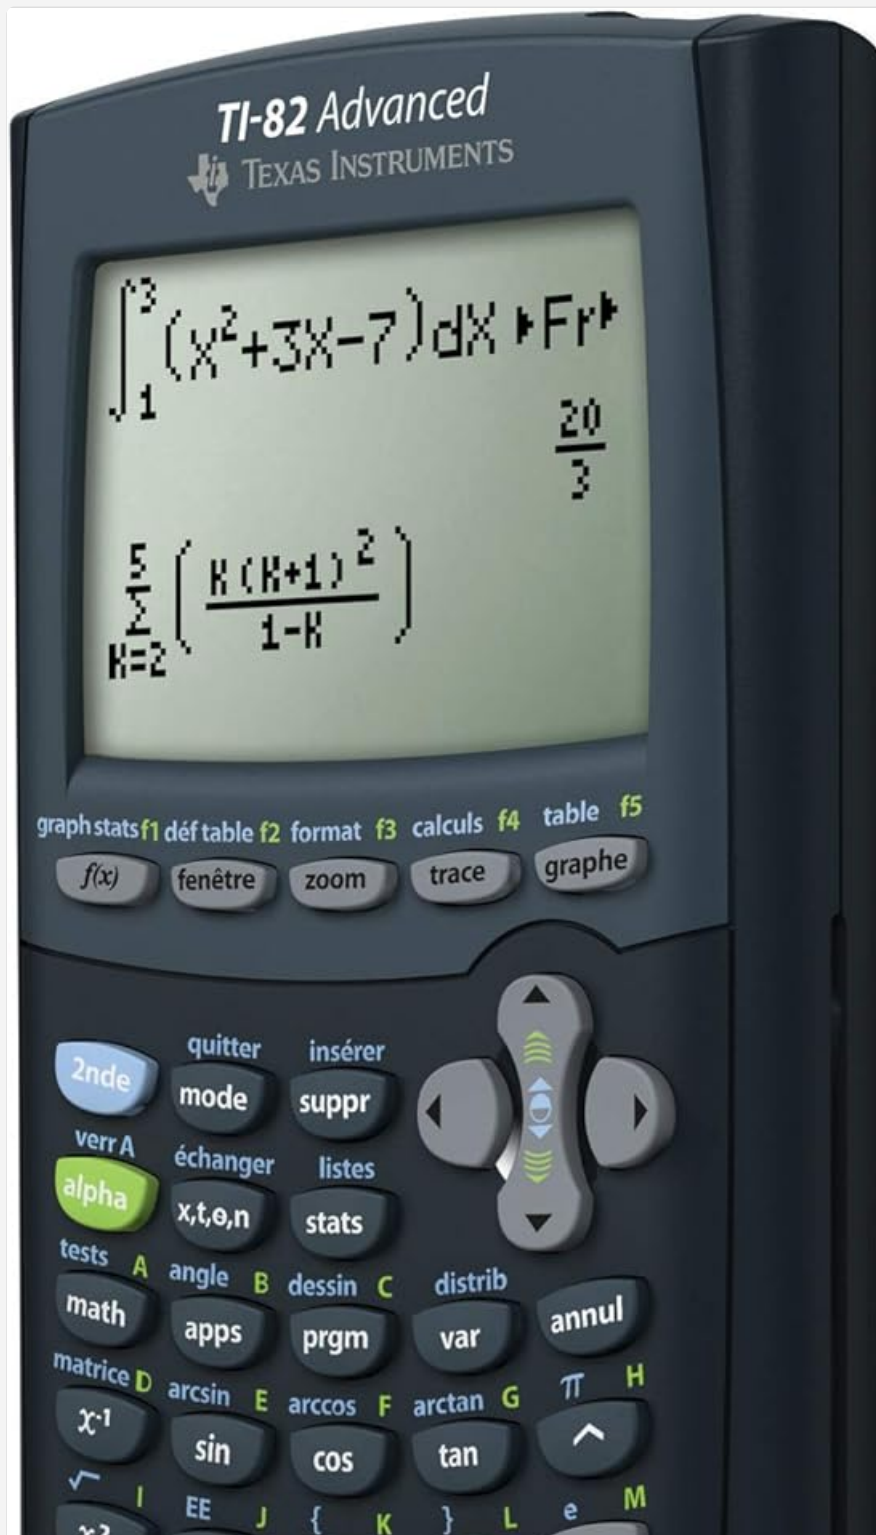 TI-82 Advanced
TEXAS INSTRUMENTS
∫₁³(X²+3X-7)dX ▸Fr▸
20/3
5
Σ
K=2
(K(K+1)²/(1-K))
graph stats f1 déf table f2 format f3 calculs f4 table f5
f(x) fenêtre zoom trace graphe
quitter insérer
2nde mode suppr
verr A échanger listes
alpha x,t,θ,n stats
tests A angle B dessin C distrib
math apps prgm var annul
matrice D arcsin E arccos F arctan G π H
x⁻¹ sin cos tan ^
√ I EE J { K } L e M
x²